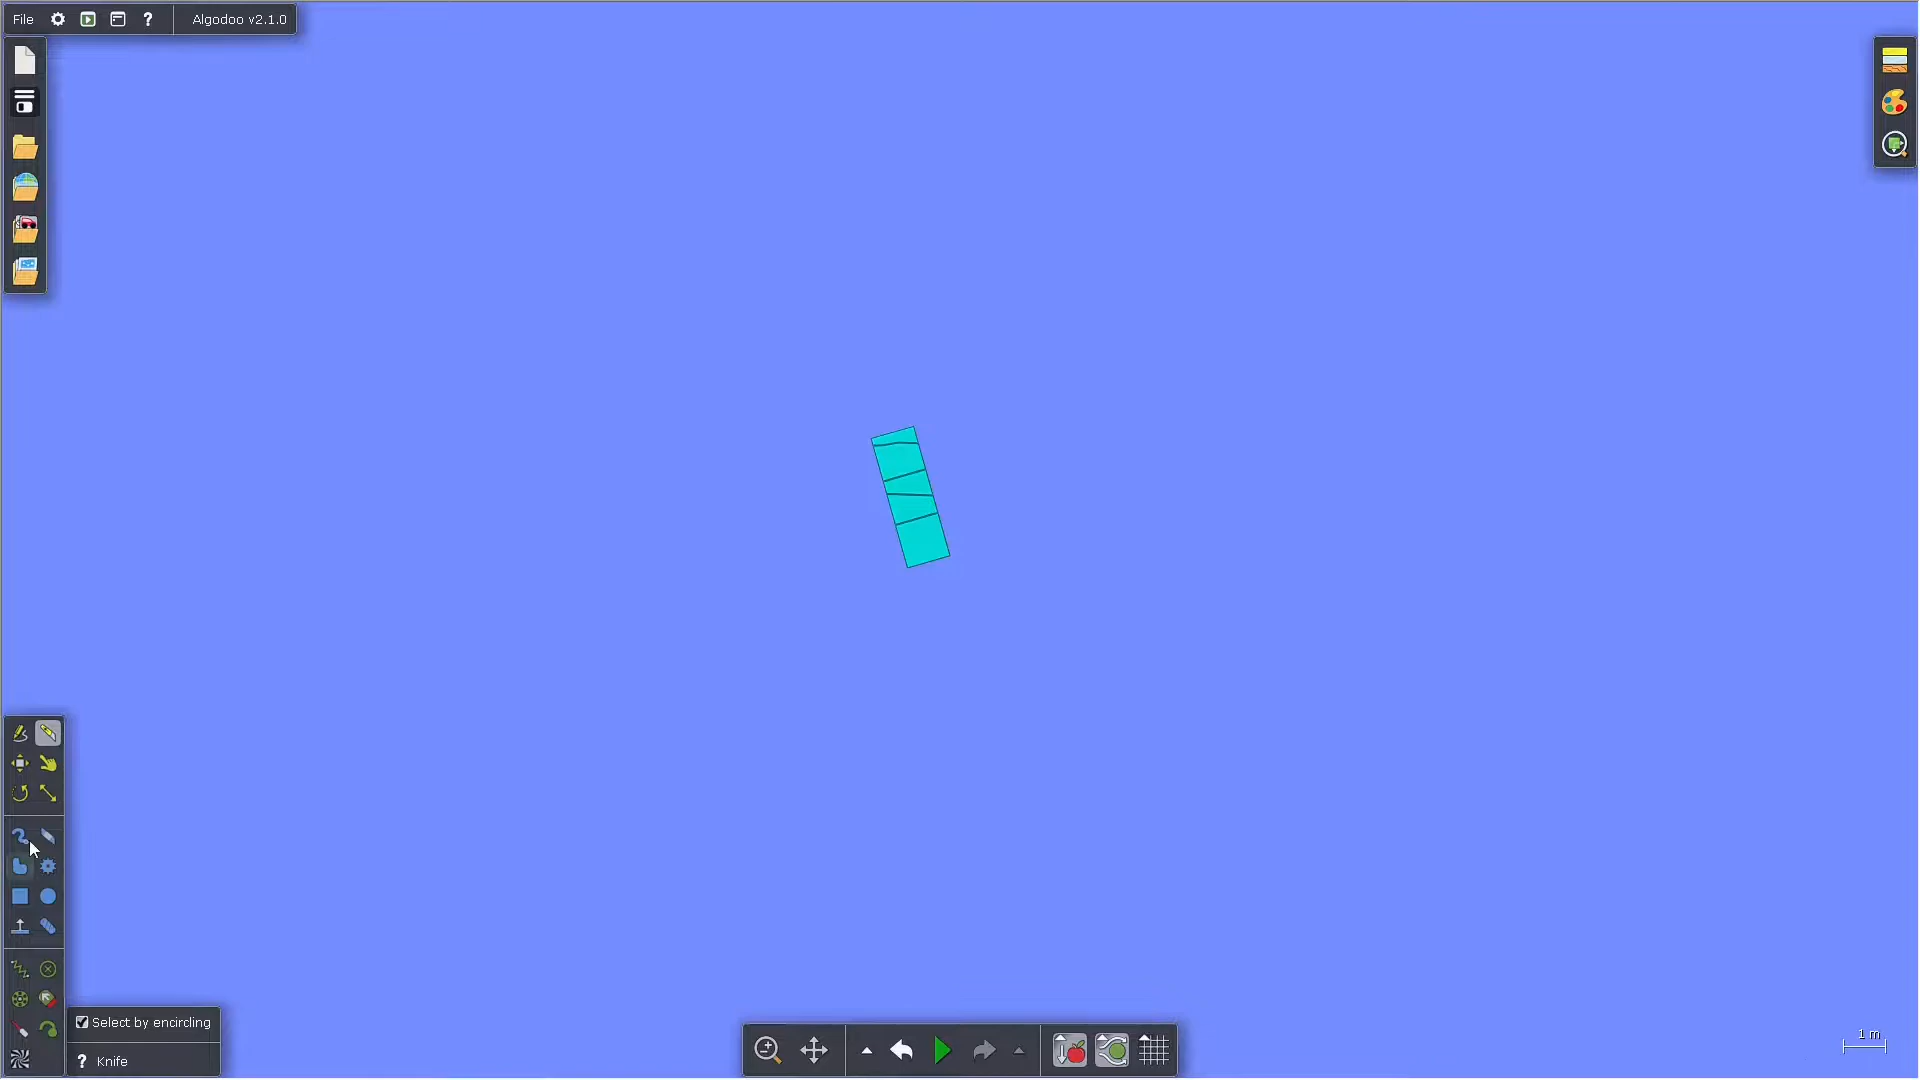 File ? Algodoo v2.1.0
Select by encircling
? Knife
1 m